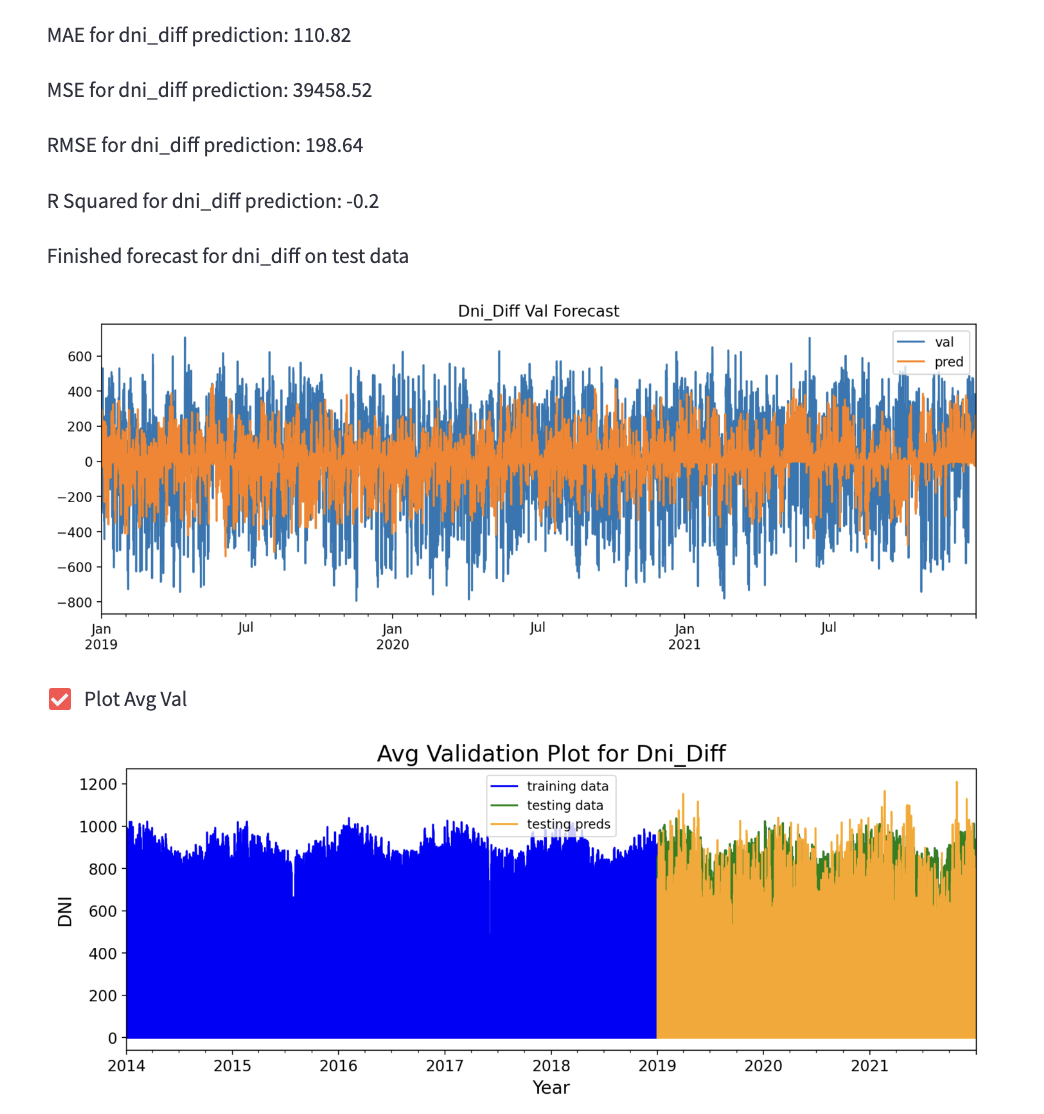 MAE for dni_diff prediction: 110.82
MSE for dni_diff prediction: 39458.52
RMSE for dni_diff prediction: 198.64
R Squared for dni_diff prediction: -0.2
Finished forecast for dni_diff on test data
Dni_Diff Val Forecast
val
pred
600
400
200
0
−200
−400
−600
−800
Jan Jul Jan Jul Jan Jul
2019 2020 2021
Plot Avg Val
Avg Validation Plot for Dni_Diff
training data
testing data
testing preds
1200
1000
800
600
400
200
0
DNI
2014 2015 2016 2017 2018 2019 2020 2021
Year